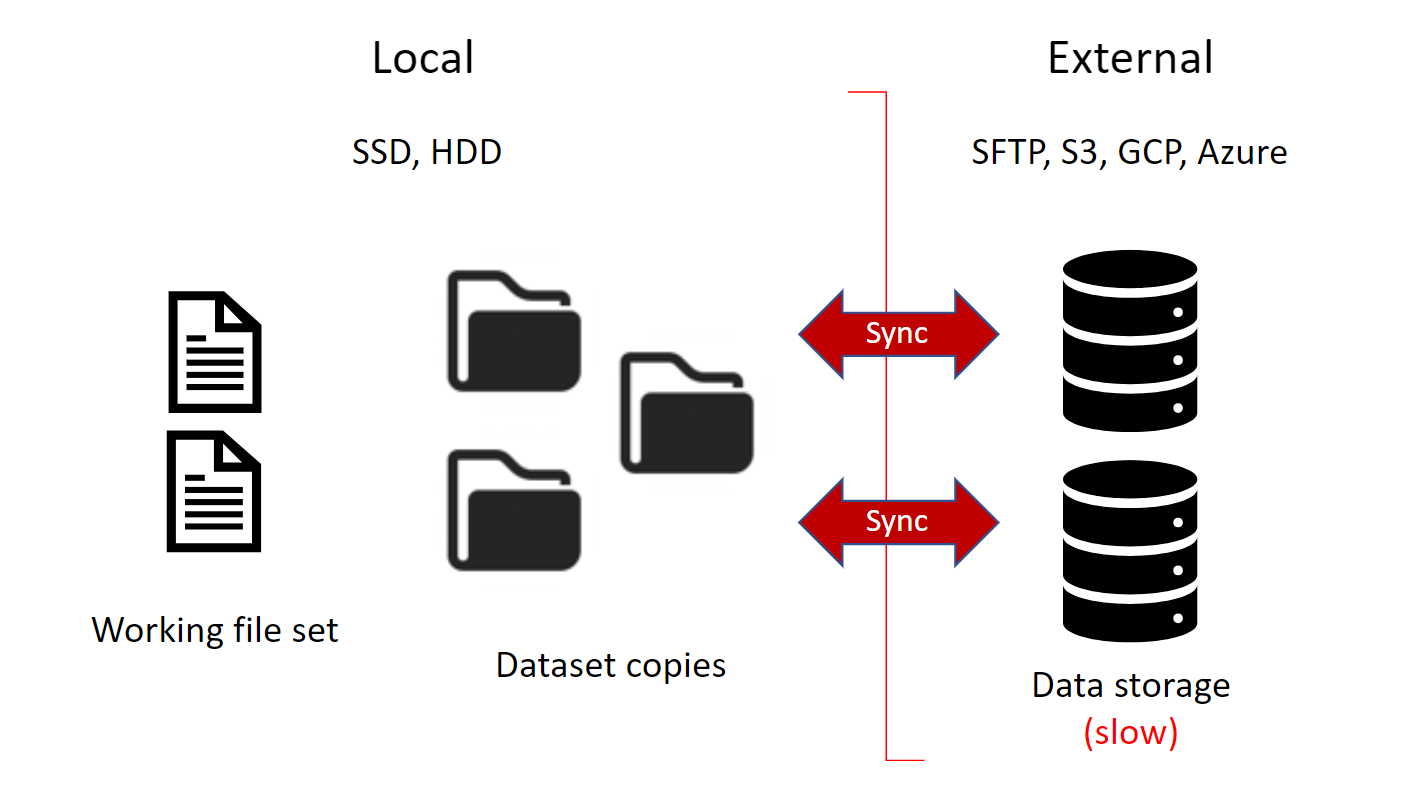 Local
External
SSD, HDD
SFTP, S3, GCP, Azure
Sync
Sync
Working file set
Dataset copies
Data storage
(slow)